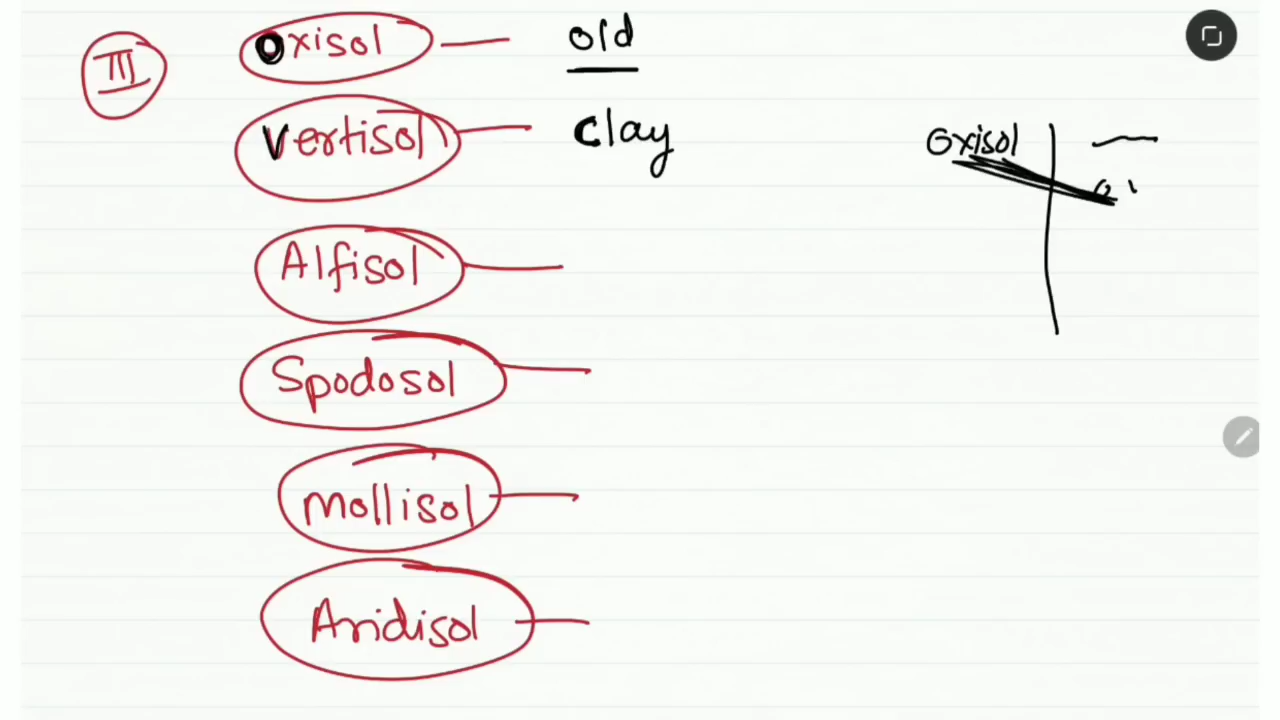 III
Oxisol — old
Vertisol — clay
Oxisol
Alfisol —
Spodosol —
Mollisol —
Aridisol —